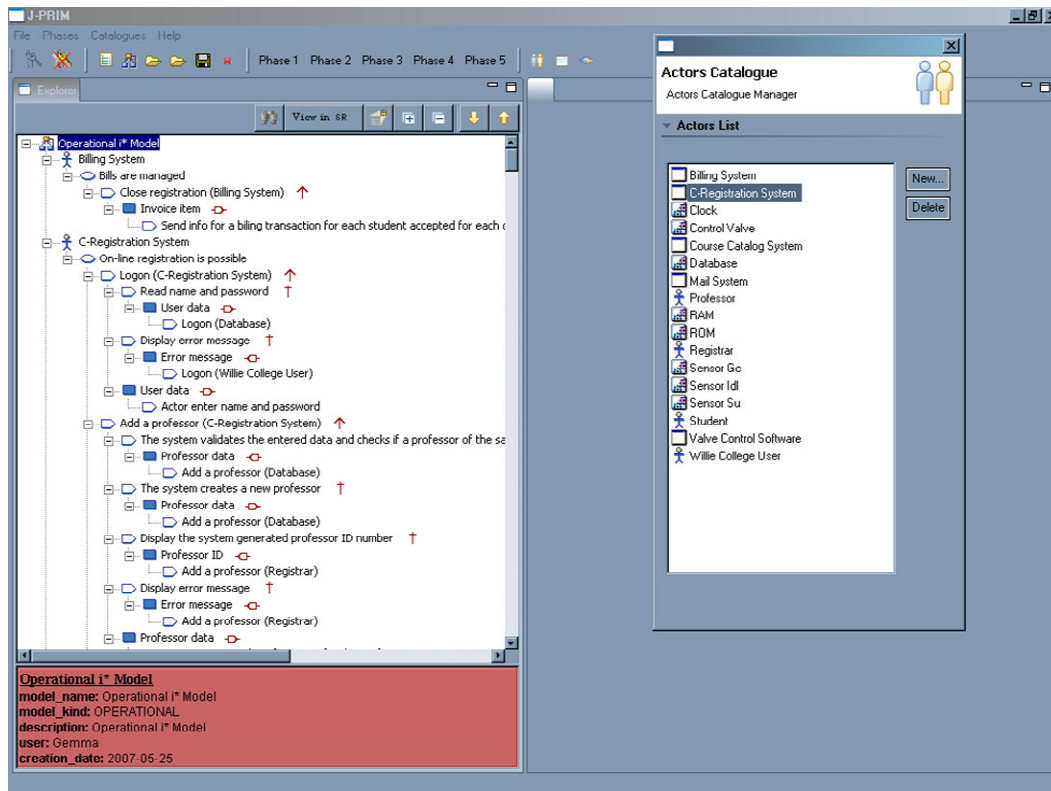 J-PRIM
File Phases Catalogues Help
Phase 1 Phase 2 Phase 3 Phase 4 Phase 5
Explorer
View in SR
Operational i* Model
Billing System
Bills are managed
Close registration (Billing System)
Invoice item
Send info for a biling transaction for each student accepted for each c
C-Registration System
On-line registration is possible
Logon (C-Registration System)
Read name and password
User data
Logon (Database)
Display error message
Error message
Logon (Willie College User)
User data
Actor enter name and password
Add a professor (C-Registration System)
The system validates the entered data and checks if a professor of the sa
Professor data
Add a professor (Database)
The system creates a new professor
Professor data
Add a professor (Database)
Display the system generated professor ID number
Professor ID
Add a professor (Registrar)
Display error message
Error message
Add a professor (Registrar)
Professor data
Operational i* Model
model_name: Operational i* Model
model_kind: OPERATIONAL
description: Operational i* Model
user: Gemma
creation_date: 2007-05-25
Actors Catalogue
Actors Catalogue Manager
Actors List
Billing System
C-Registration System
Clock
Control Valve
Course Catalog System
Database
Mail System
Professor
RAM
ROM
Registrar
Sensor Gc
Sensor Idl
Sensor Su
Student
Valve Control Software
Willie College User
New...
Delete